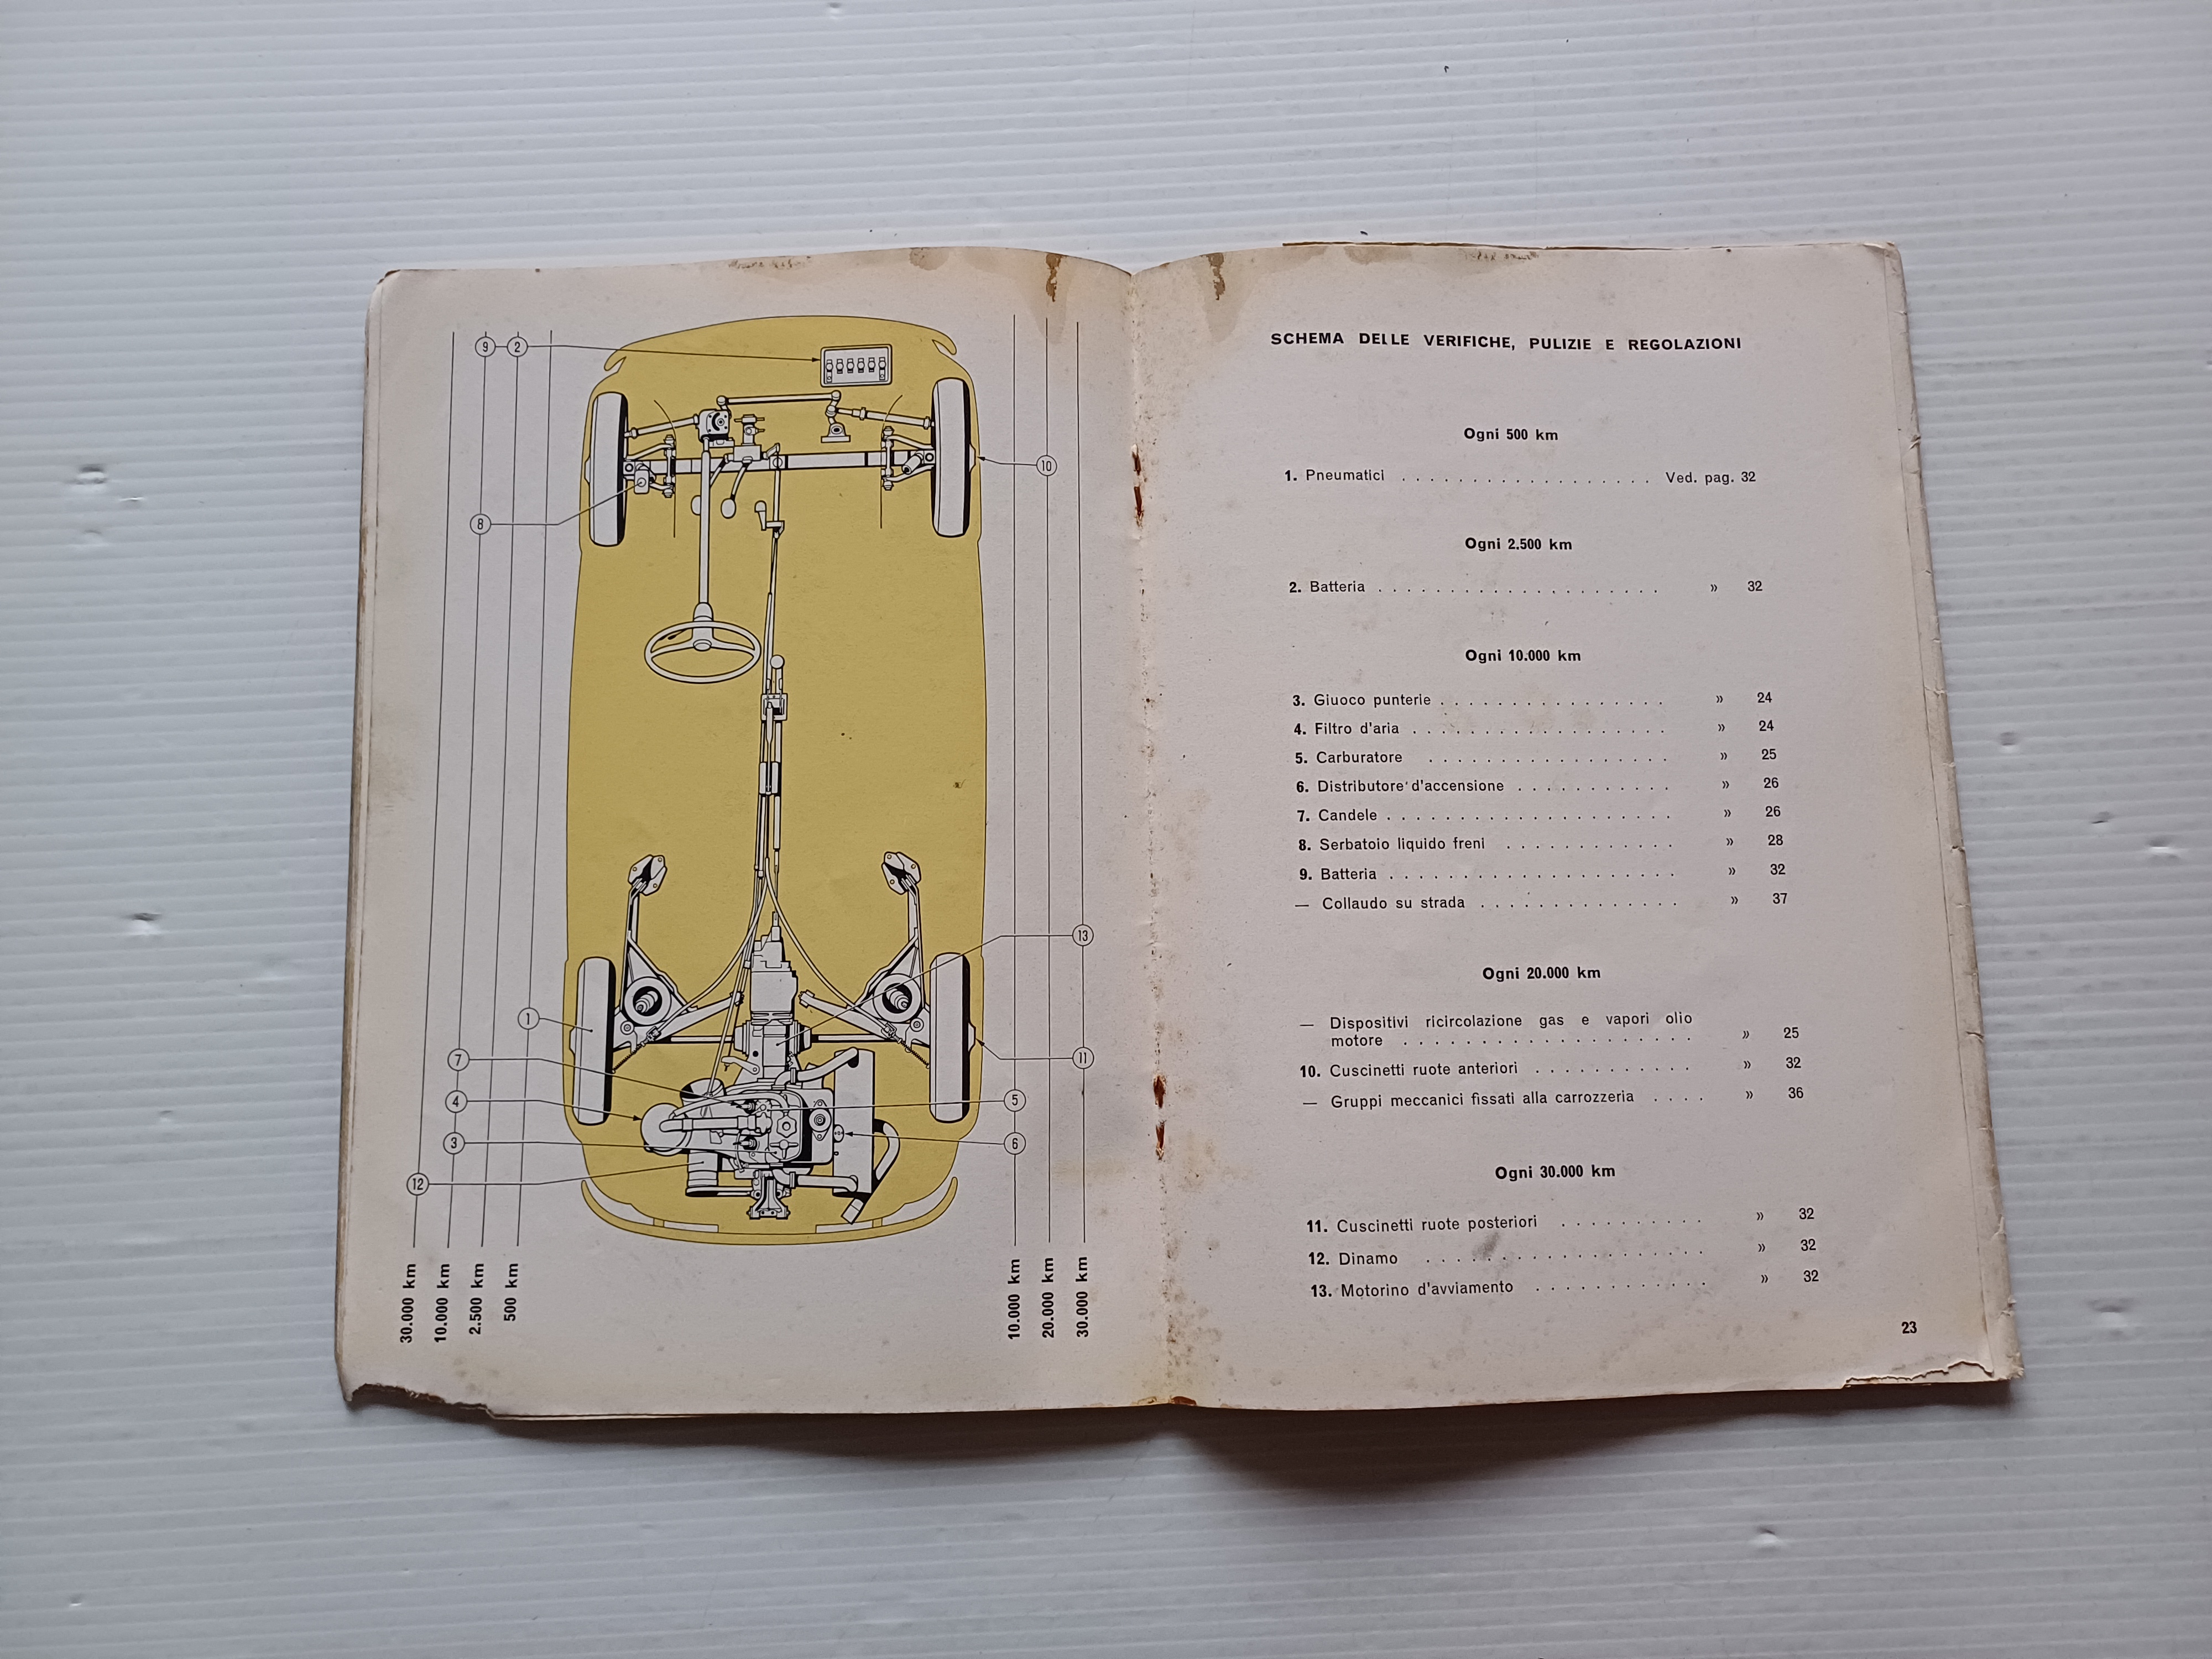 9 2
10
8
13
1
7
11
4
5
3
6
12
30.000 km
10.000 km
2.500 km
500 km
10.000 km
20.000 km
30.000 km
SCHEMA DELLE VERIFICHE, PULIZIE E REGOLAZIONI
Ogni 500 km
1. Pneumatici . . . . . . . . . . . . . . . . . . Ved. pag. 32
Ogni 2.500 km
2. Batteria . . . . . . . . . . . . . . . . . . . . » 32
Ogni 10.000 km
3. Giuoco punterie . . . . . . . . . . . . . . . . » 24
4. Filtro d'aria . . . . . . . . . . . . . . . . . . » 24
5. Carburatore . . . . . . . . . . . . . . . . . » 25
6. Distributore d'accensione . . . . . . . . . . . » 26
7. Candele . . . . . . . . . . . . . . . . . . . . » 26
8. Serbatoio liquido freni . . . . . . . . . . . . » 28
9. Batteria . . . . . . . . . . . . . . . . . . . . » 32
— Collaudo su strada . . . . . . . . . . . . . . » 37
Ogni 20.000 km
— Dispositivi ricircolazione gas e vapori olio
motore . . . . . . . . . . . . . . . . . . . . » 25
10. Cuscinetti ruote anteriori . . . . . . . . . . . » 32
— Gruppi meccanici fissati alla carrozzeria . . . . » 36
Ogni 30.000 km
11. Cuscinetti ruote posteriori . . . . . . . . . . » 32
12. Dinamo . . . . . . . . . . . . . . . . . . . » 32
13. Motorino d'avviamento . . . . . . . . . . . . » 32
23